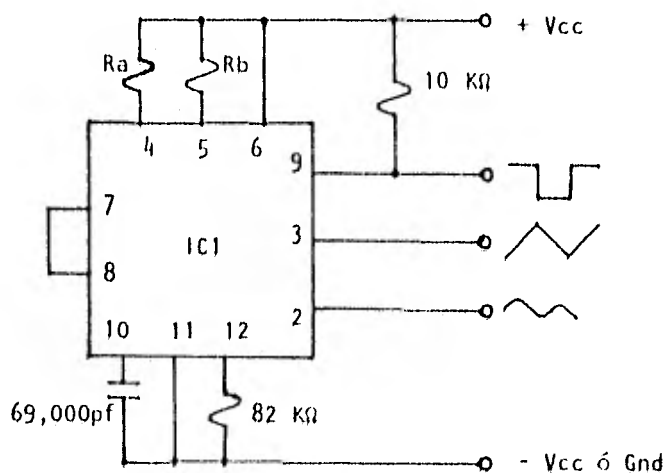 + Vcc
Ra
Rb
10 KΩ
4
5
6
9
7
IC1
3
8
2
10
11
12
69,000pf
82 KΩ
- Vcc ó Gnd